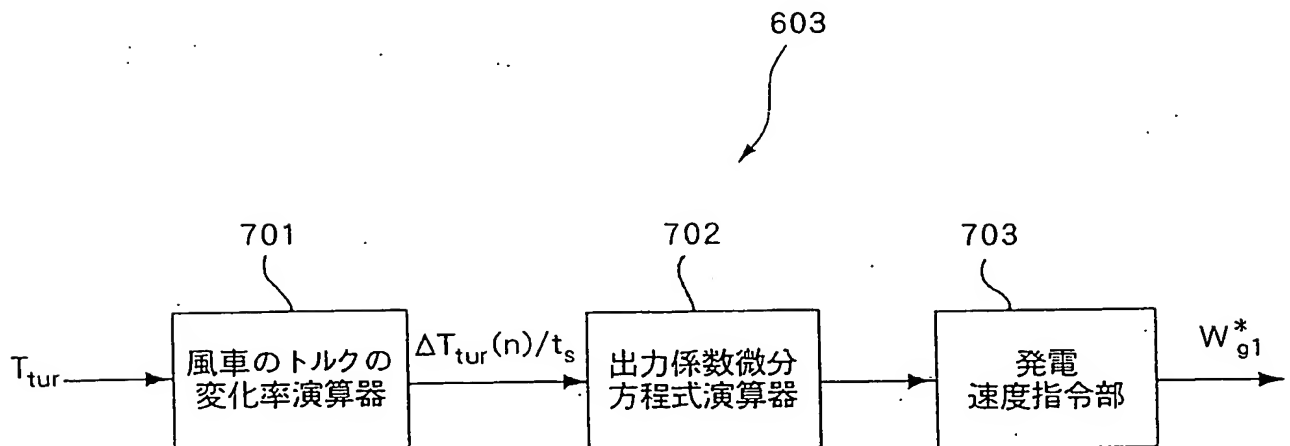 603
701
702
703
T_tur
風車のトルクの
変化率演算器
ΔT_tur(n)/t_s
出力係数微分
方程式演算器
発電
速度指令部
W*_g1